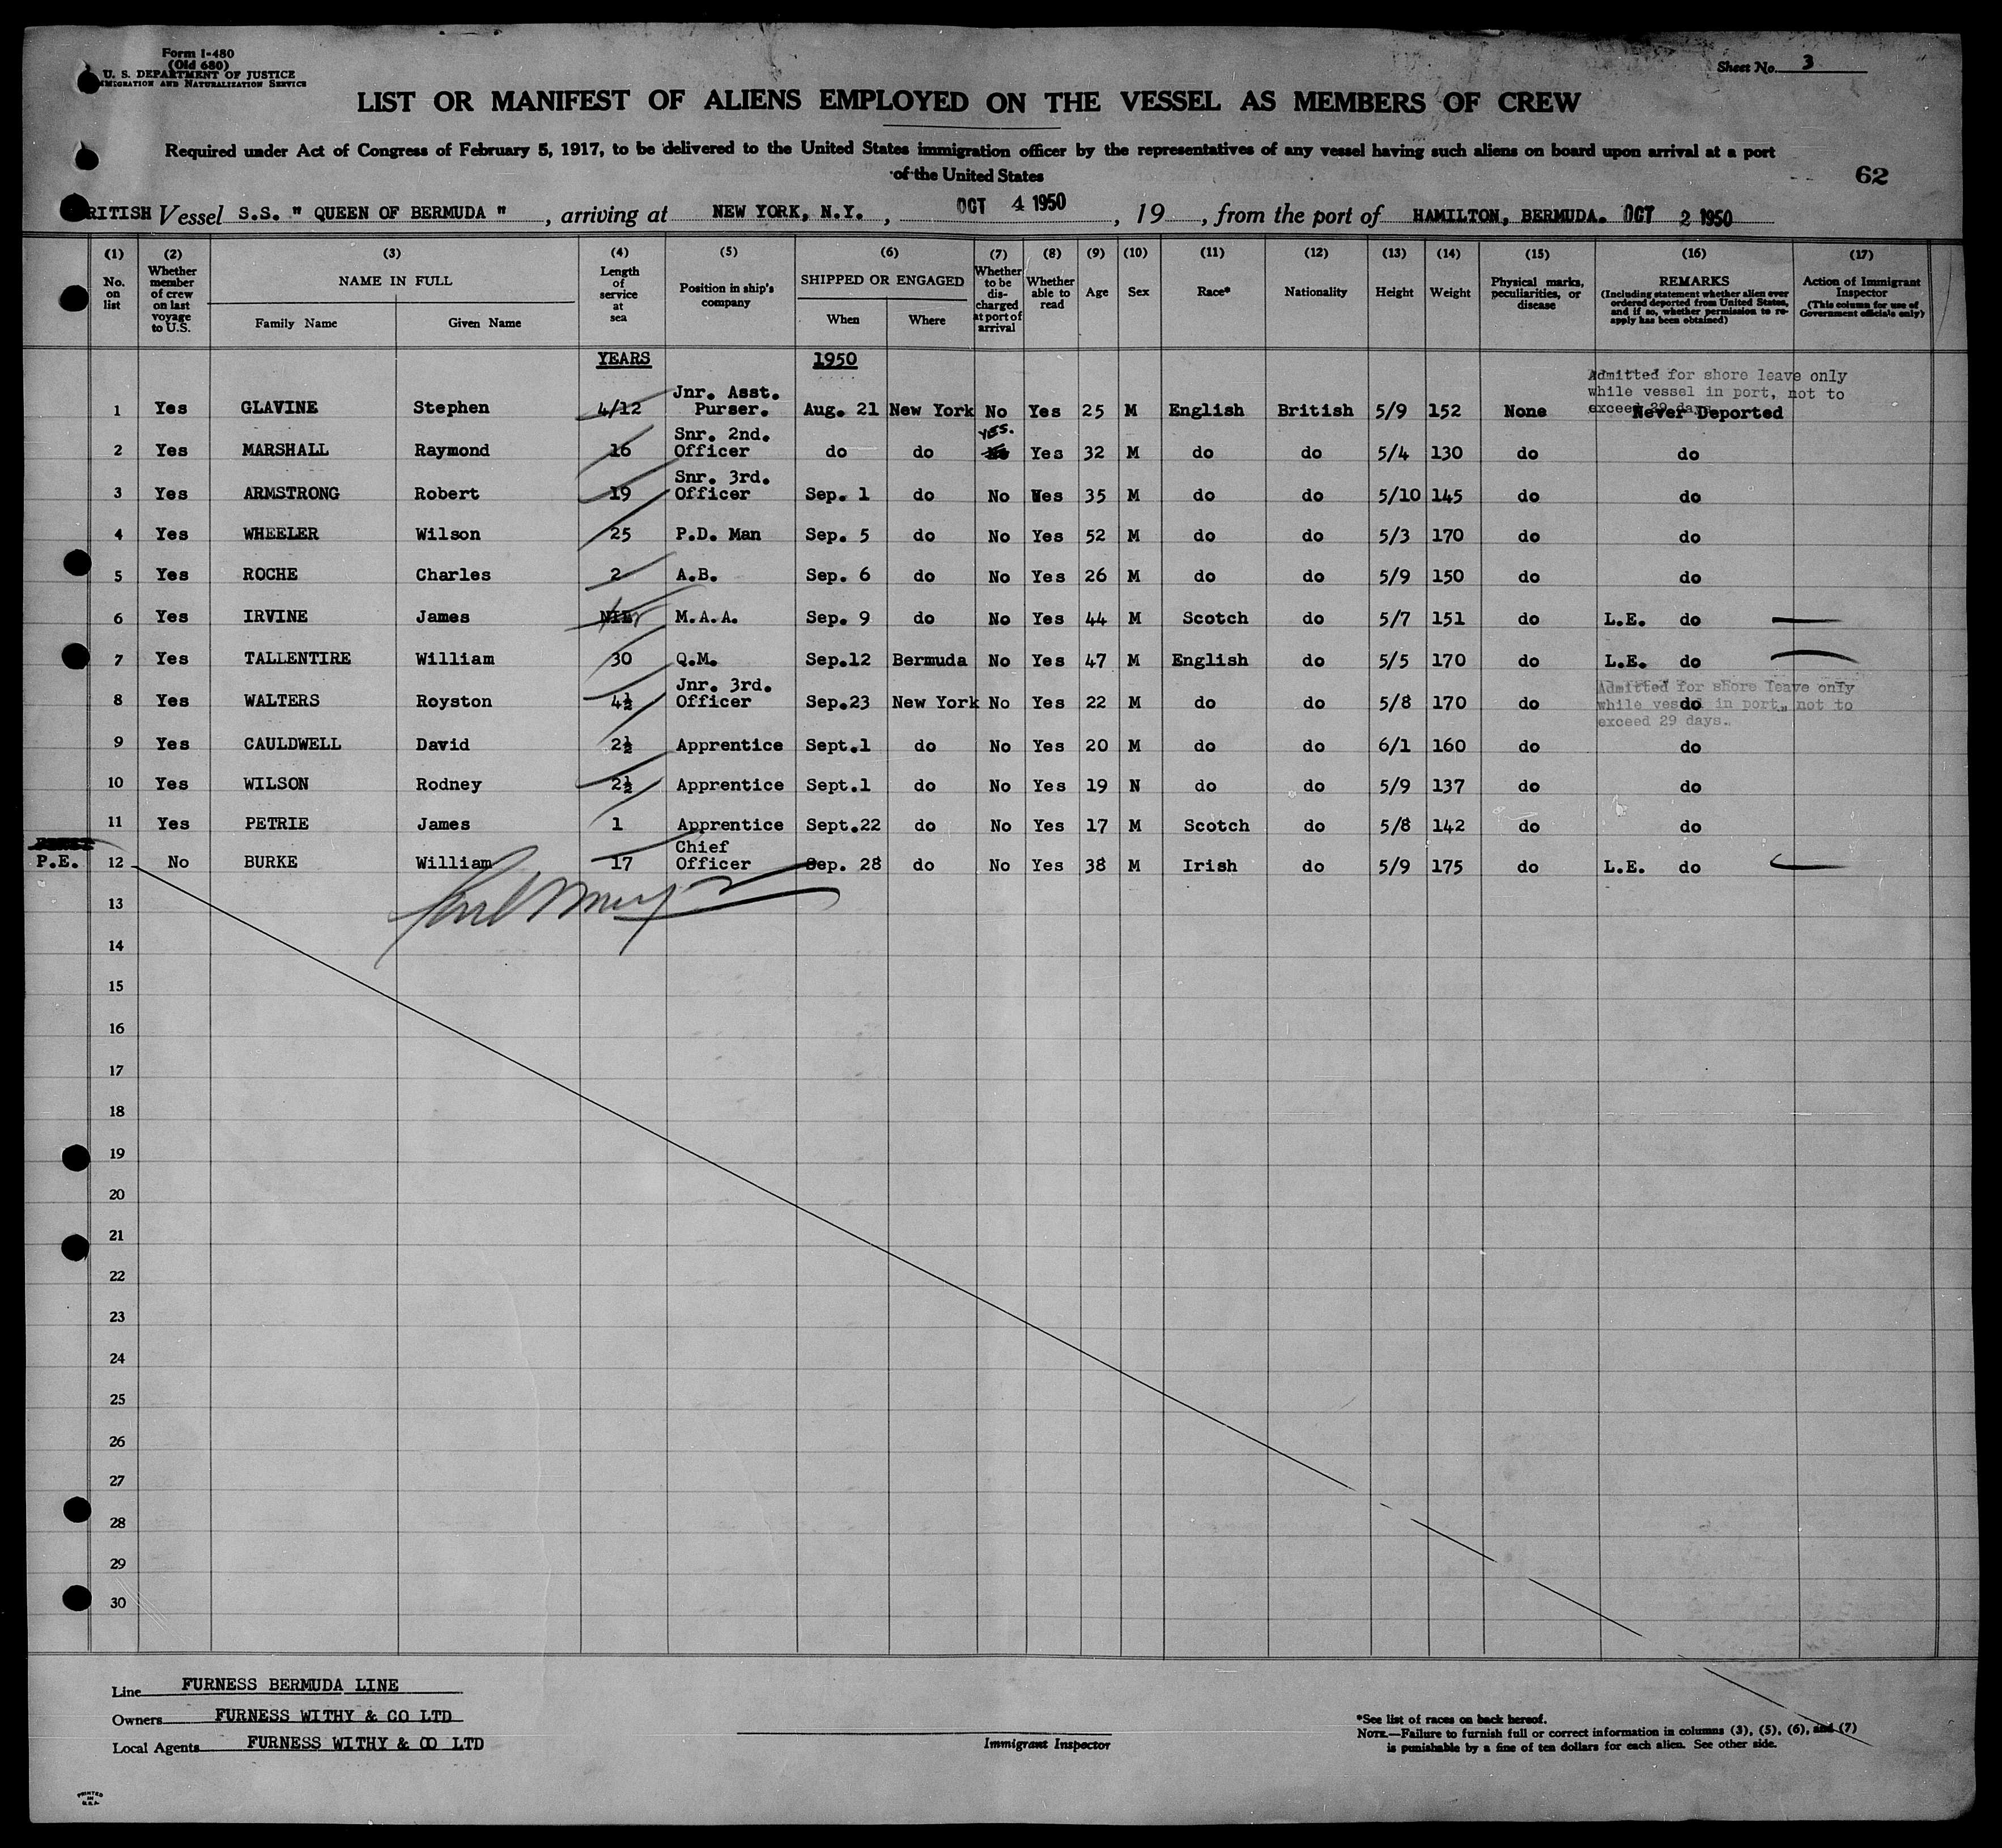 Form I-480
(Old 680)
U. S. DEPARTMENT OF JUSTICE
IMMIGRATION AND NATURALIZATION SERVICE
Sheet No. 3
LIST OR MANIFEST OF ALIENS EMPLOYED ON THE VESSEL AS MEMBERS OF CREW
Required under Act of Congress of February 5, 1917, to be delivered to the United States immigration officer by the representatives of any vessel having such aliens on board upon arrival at a port
of the United States
62
BRITISH Vessel S.S. " QUEEN OF BERMUDA " , arriving at NEW YORK, N.Y. , OCT 4 1950 , 19 , from the port of HAMILTON, BERMUDA. OCT 2 1950
(1) No. on list
(2) Whether member of crew on last voyage to U.S.
(3) NAME IN FULL
Family Name Given Name
(4) Length of service at sea
(5) Position in ship's company
(6) SHIPPED OR ENGAGED
When Where
(7) Whether to be discharged at port of arrival
(8) Whether able to read
(9) Age
(10) Sex
(11) Race*
(12) Nationality
(13) Height
(14) Weight
(15) Physical marks, peculiarities, or disease
(16) REMARKS
(Including statement whether alien ever ordered deported from United States, and if so, whether permission to re-apply has been obtained)
(17) Action of Immigrant Inspector
(This column for use of Government officials only)
YEARS 1950
Admitted for shore leave only
while vessel in port, not to
exceed 29 days
1 Yes GLAVINE Stephen 4/12 Jnr. Asst. Purser. Aug. 21 New York No Yes 25 M English British 5/9 152 None Never Deported
2 Yes MARSHALL Raymond 16 Snr. 2nd. Officer do do YES. Yes 32 M do do 5/4 130 do do
3 Yes ARMSTRONG Robert 19 Snr. 3rd. Officer Sep. 1 do No Yes 35 M do do 5/10 145 do do
4 Yes WHEELER Wilson 25 P.D. Man Sep. 5 do No Yes 52 M do do 5/3 170 do do
5 Yes ROCHE Charles 2 A.B. Sep. 6 do No Yes 26 M do do 5/9 150 do do
6 Yes IRVINE James NIL M.A.A. Sep. 9 do No Yes 44 M Scotch do 5/7 151 do L.E. do
7 Yes TALLENTIRE William 30 Q.M. Sep.12 Bermuda No Yes 47 M English do 5/5 170 do L.E. do
8 Yes WALTERS Royston 4½ Jnr. 3rd. Officer Sep.23 New York No Yes 22 M do do 5/8 170 do do
Admitted for shore leave only
while vessel in port, not to
exceed 29 days.
9 Yes CAULDWELL David 2½ Apprentice Sept.1 do No Yes 20 M do do 6/1 160 do do
10 Yes WILSON Rodney 2½ Apprentice Sept.1 do No Yes 19 N do do 5/9 137 do do
11 Yes PETRIE James 1 Apprentice Sept.22 do No Yes 17 M Scotch do 5/8 142 do do
P.E. 12 No BURKE William 17 Chief Officer Sep. 28 do No Yes 38 M Irish do 5/9 175 do L.E. do
13
14
15
16
17
18
19
20
21
22
23
24
25
26
27
28
29
30
Line FURNESS BERMUDA LINE
Owners FURNESS WITHY & CO LTD
Local Agents FURNESS WITHY & CO LTD
Immigrant Inspector
*See list of races on back hereof.
NOTE.—Failure to furnish full or correct information in columns (3), (5), (6), and (7)
is punishable by a fine of ten dollars for each alien. See other side.
PRINTED
IN
U.S.A.